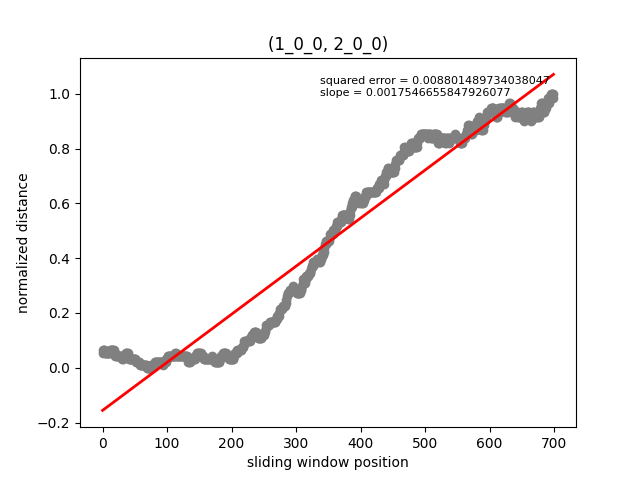 (1_0_0, 2_0_0)
squared error = 0.008801489734038047
slope = 0.0017546655847926077
normalized distance
1.0
0.8
0.6
0.4
0.2
0.0
−0.2
0 100 200 300 400 500 600 700
sliding window position